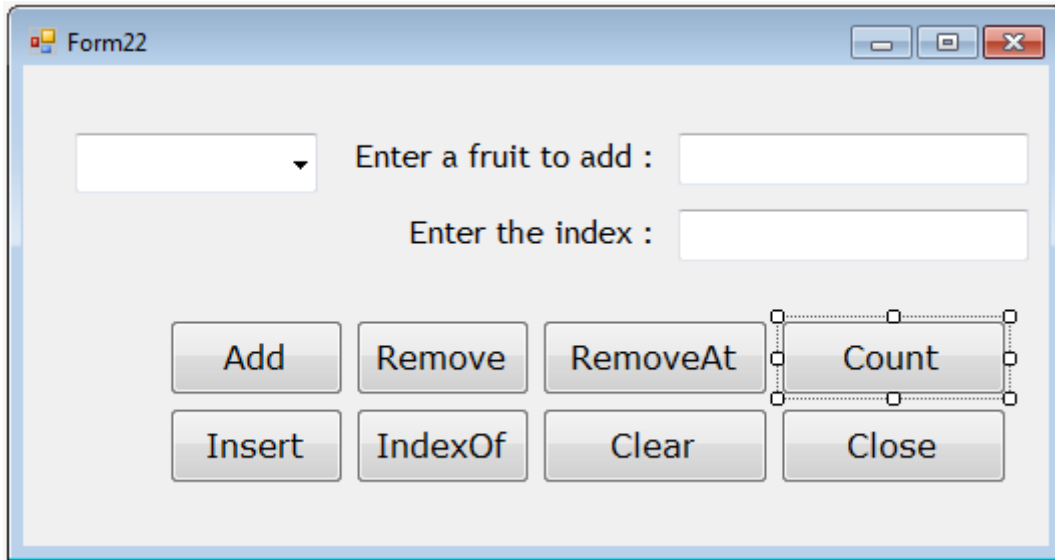 Form22
Enter a fruit to add :
Enter the index :
Add Remove RemoveAt Count
Insert IndexOf Clear Close